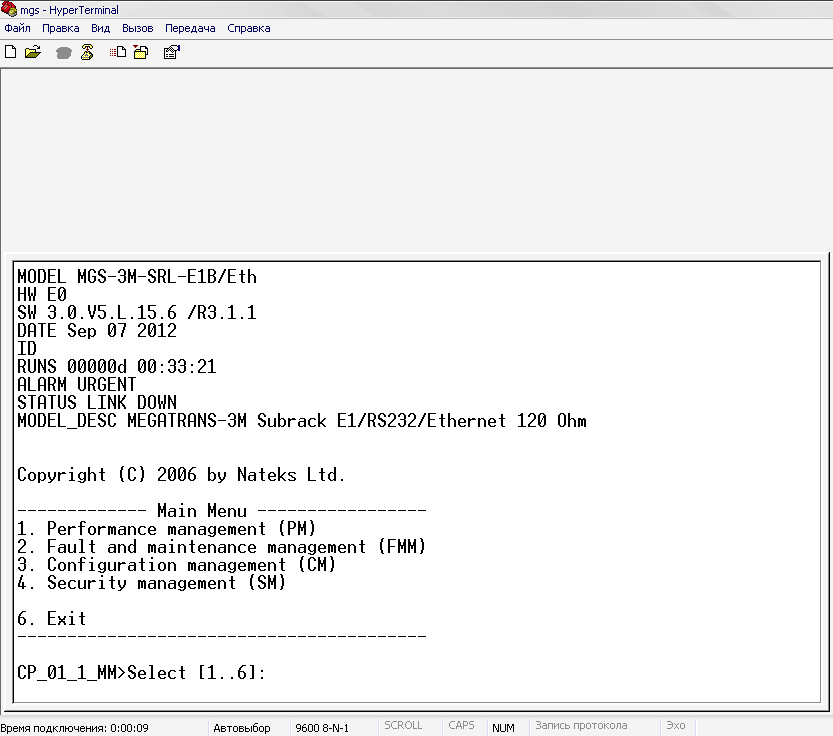 mgs - HyperTerminal
Файл Правка Вид Вызов Передача Справка
MODEL MGS-3M-SRL-E1B/Eth
HW E0
SW 3.0.V5.L.15.6 /R3.1.1
DATE Sep 07 2012
ID
RUNS 00000d 00:33:21
ALARM URGENT
STATUS LINK DOWN
MODEL_DESC MEGATRANS-3M Subrack E1/RS232/Ethernet 120 Ohm
Copyright (C) 2006 by Nateks Ltd.
------------- Main Menu -----------------
1. Performance management (PM)
2. Fault and maintenance management (FMM)
3. Configuration management (CM)
4. Security management (SM)
6. Exit
-----------------------------------------
CP_01_1_MM>Select [1..6]:
Время подключения: 0:00:09 Автовыбор 9600 8-N-1 SCROLL CAPS NUM Запись протокола Эхо